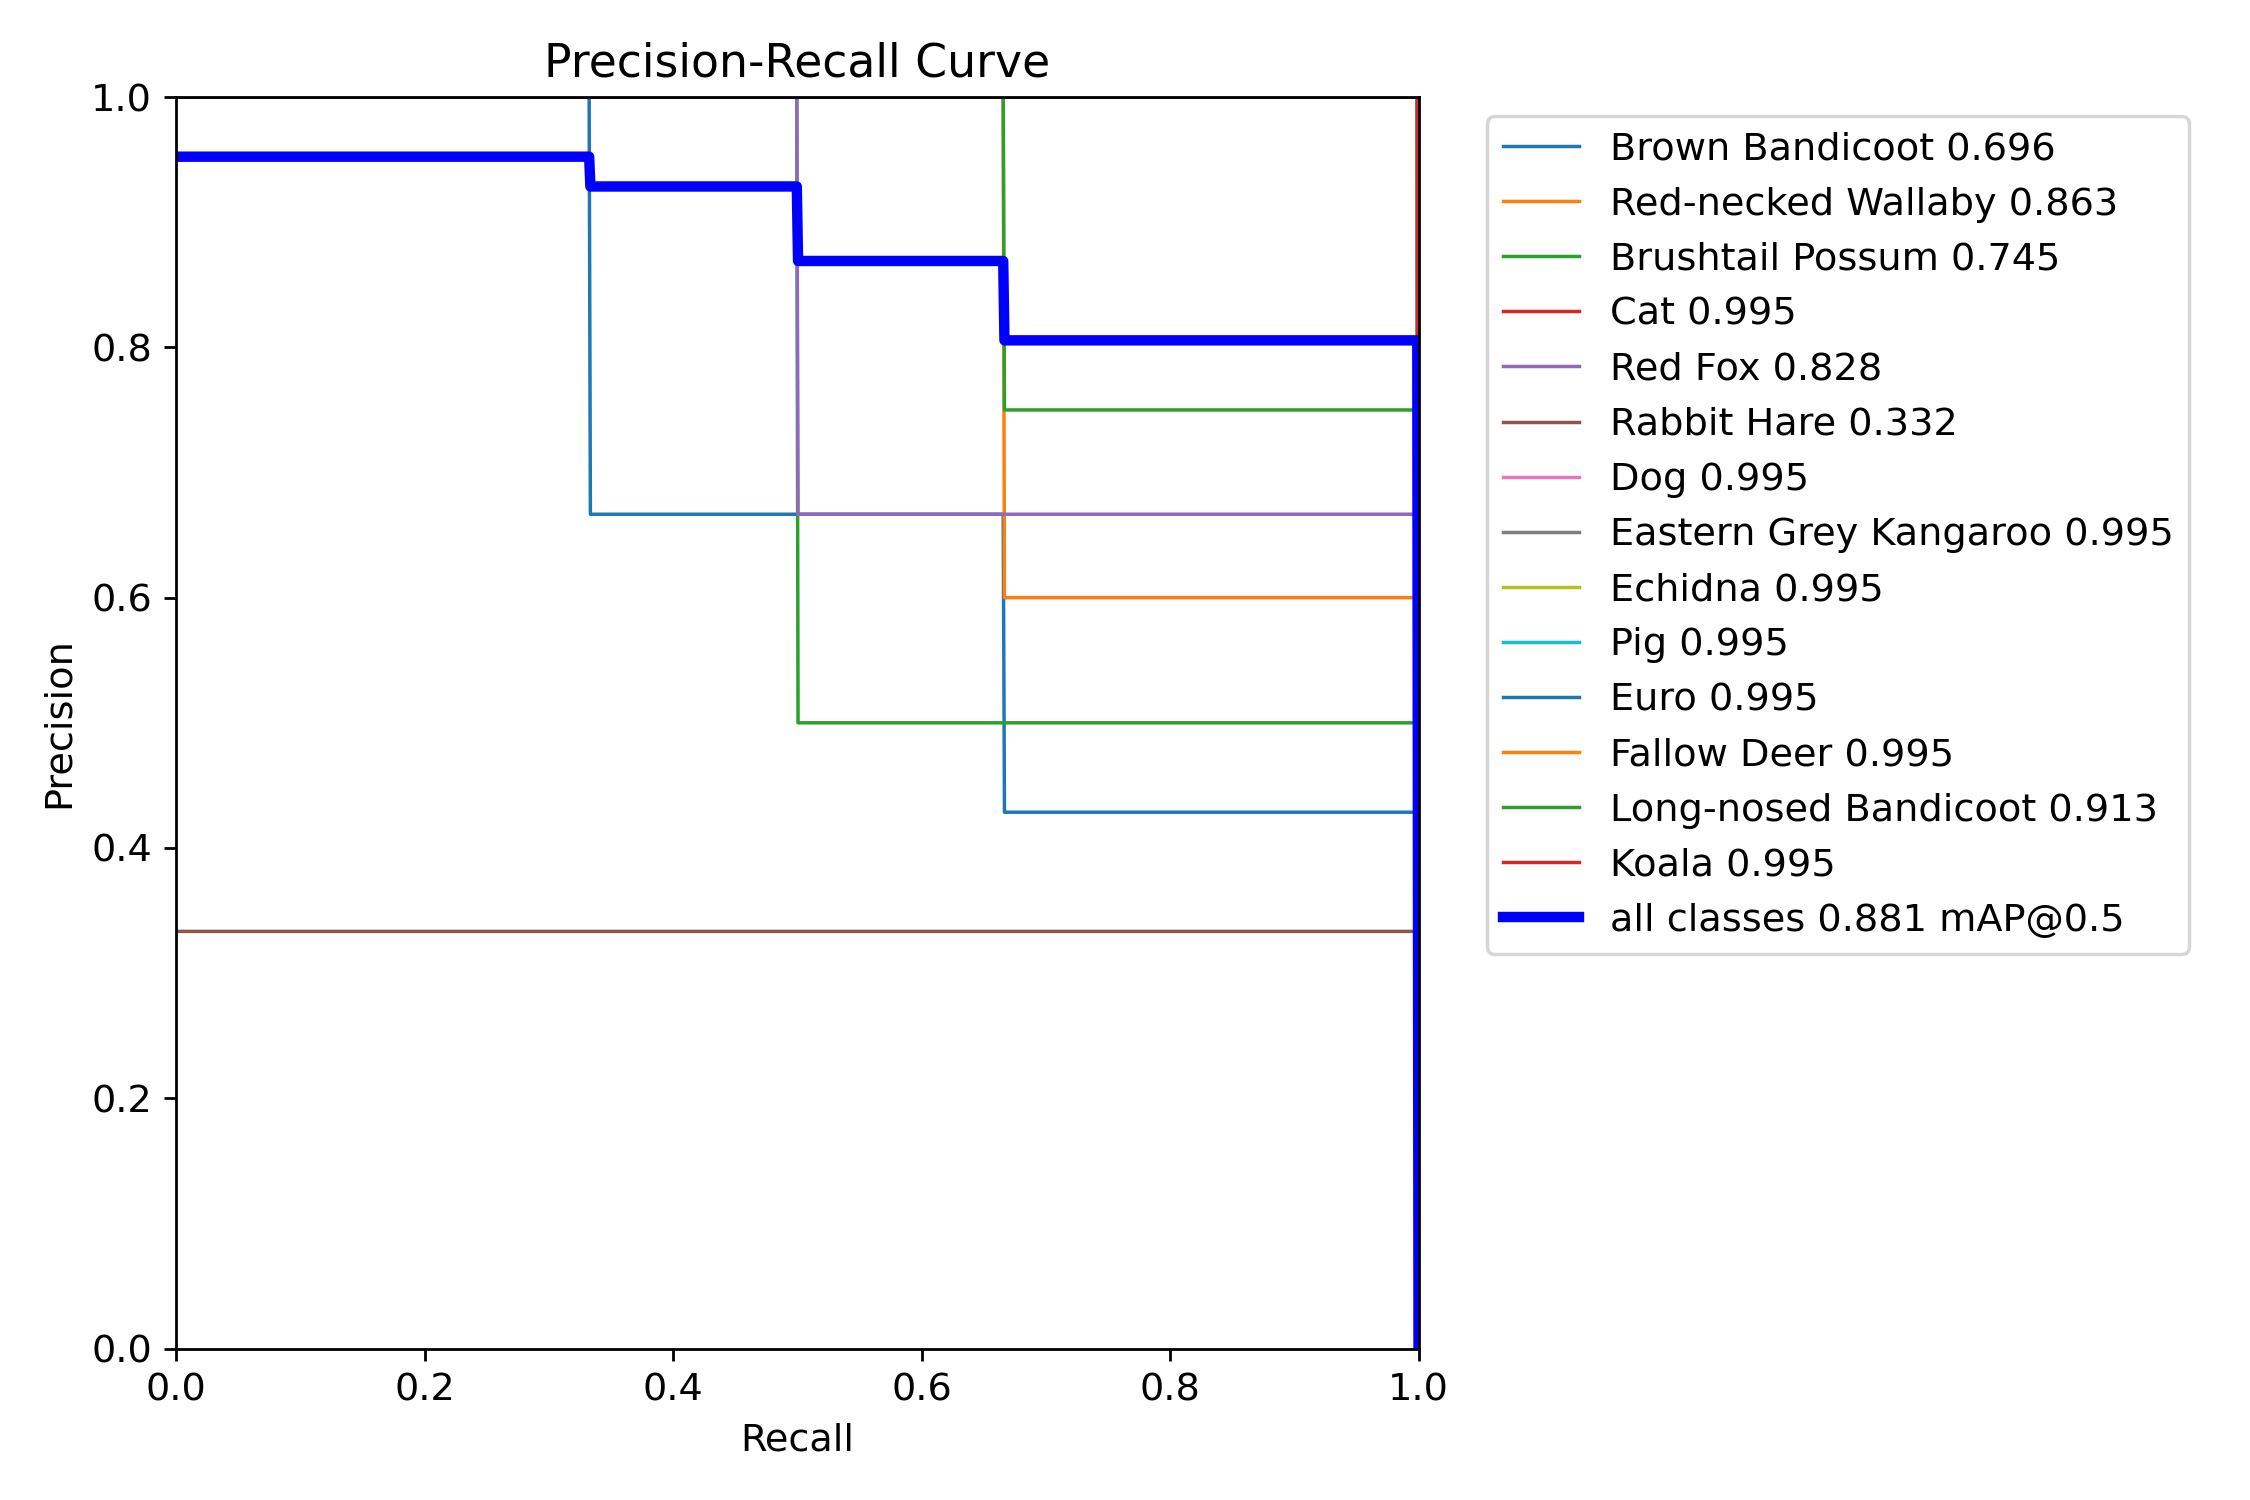 Precision-Recall Curve
1.0
0.8
0.6
0.4
0.2
0.0
Precision
0.0 0.2 0.4 0.6 0.8 1.0
Recall
Brown Bandicoot 0.696
Red-necked Wallaby 0.863
Brushtail Possum 0.745
Cat 0.995
Red Fox 0.828
Rabbit Hare 0.332
Dog 0.995
Eastern Grey Kangaroo 0.995
Echidna 0.995
Pig 0.995
Euro 0.995
Fallow Deer 0.995
Long-nosed Bandicoot 0.913
Koala 0.995
all classes 0.881 mAP@0.5